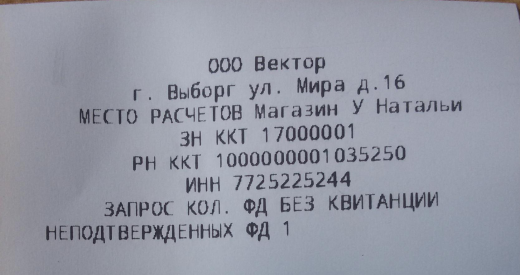 ООО Вектор
г. Выборг ул. Мира д.16
МЕСТО РАСЧЕТОВ Магазин У Натальи
ЗН ККТ 17000001
РН ККТ 1000000001035250
ИНН 7725225244
ЗАПРОС КОЛ. ФД БЕЗ КВИТАНЦИИ
НЕПОДТВЕРЖДЕННЫХ ФД 1